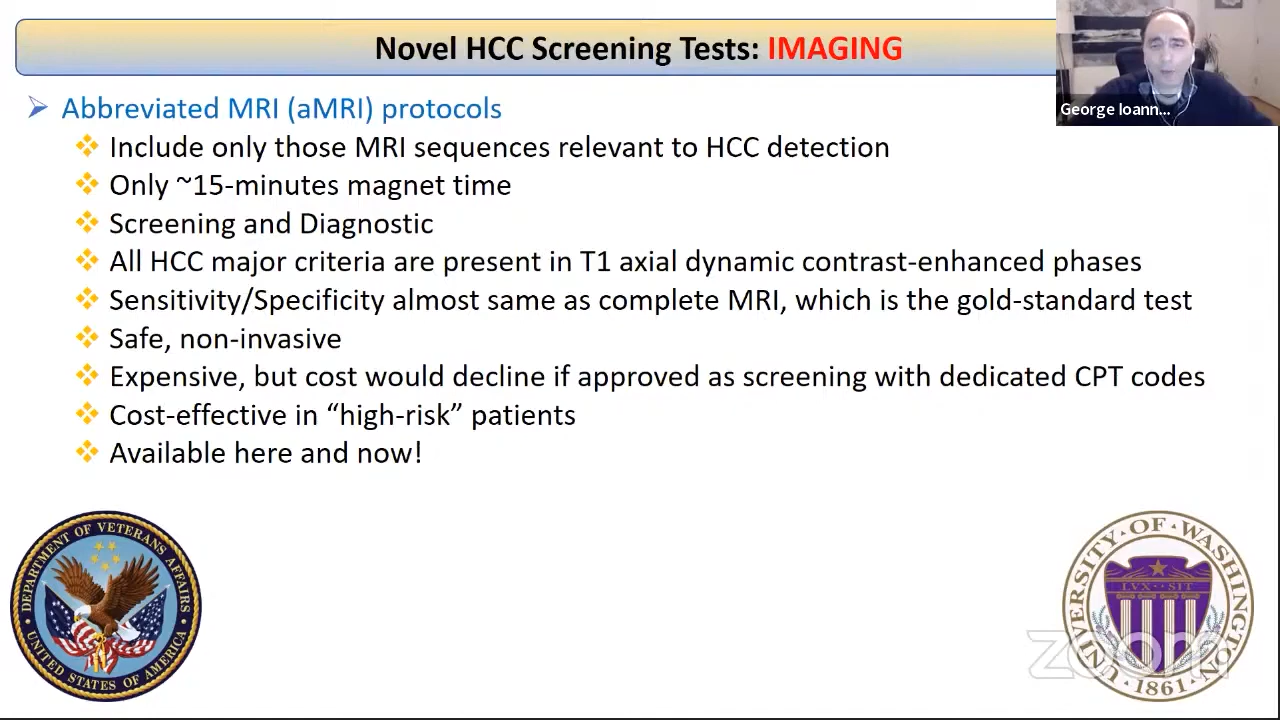 Novel HCC Screening Tests: IMAGING
George Ioann...
Abbreviated MRI (aMRI) protocols
Include only those MRI sequences relevant to HCC detection
Only ~15-minutes magnet time
Screening and Diagnostic
All HCC major criteria are present in T1 axial dynamic contrast-enhanced phases
Sensitivity/Specificity almost same as complete MRI, which is the gold-standard test
Safe, non-invasive
Expensive, but cost would decline if approved as screening with dedicated CPT codes
Cost-effective in “high-risk” patients
Available here and now!
DEPARTMENT OF VETERANS AFFAIRS
UNITED STATES OF AMERICA
UNIVERSITY OF WASHINGTON
LVX SIT
1861
zoom